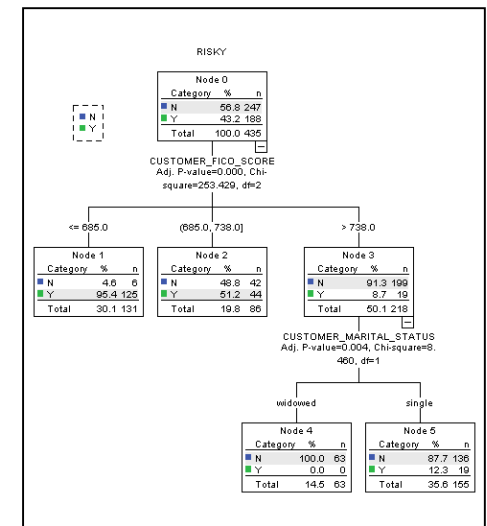 RISKY
Node 0
Category % n
N 56.8 247
Y 43.2 188
Total 100.0 435
N
Y
CUSTOMER_FICO_SCORE
Adj. P-value=0.000, Chi-
square=253.429, df=2
<= 685.0
(685.0, 738.0]
> 738.0
Node 1
Category % n
N 4.6 6
Y 95.4 125
Total 30.1 131
Node 2
Category % n
N 48.8 42
Y 51.2 44
Total 19.8 86
Node 3
Category % n
N 91.3 199
Y 8.7 19
Total 50.1 218
CUSTOMER_MARITAL_STATUS
Adj. P-value=0.004, Chi-square=8.
460, df=1
widowed
single
Node 4
Category % n
N 100.0 63
Y 0.0 0
Total 14.5 63
Node 5
Category % n
N 87.7 136
Y 12.3 19
Total 35.6 155